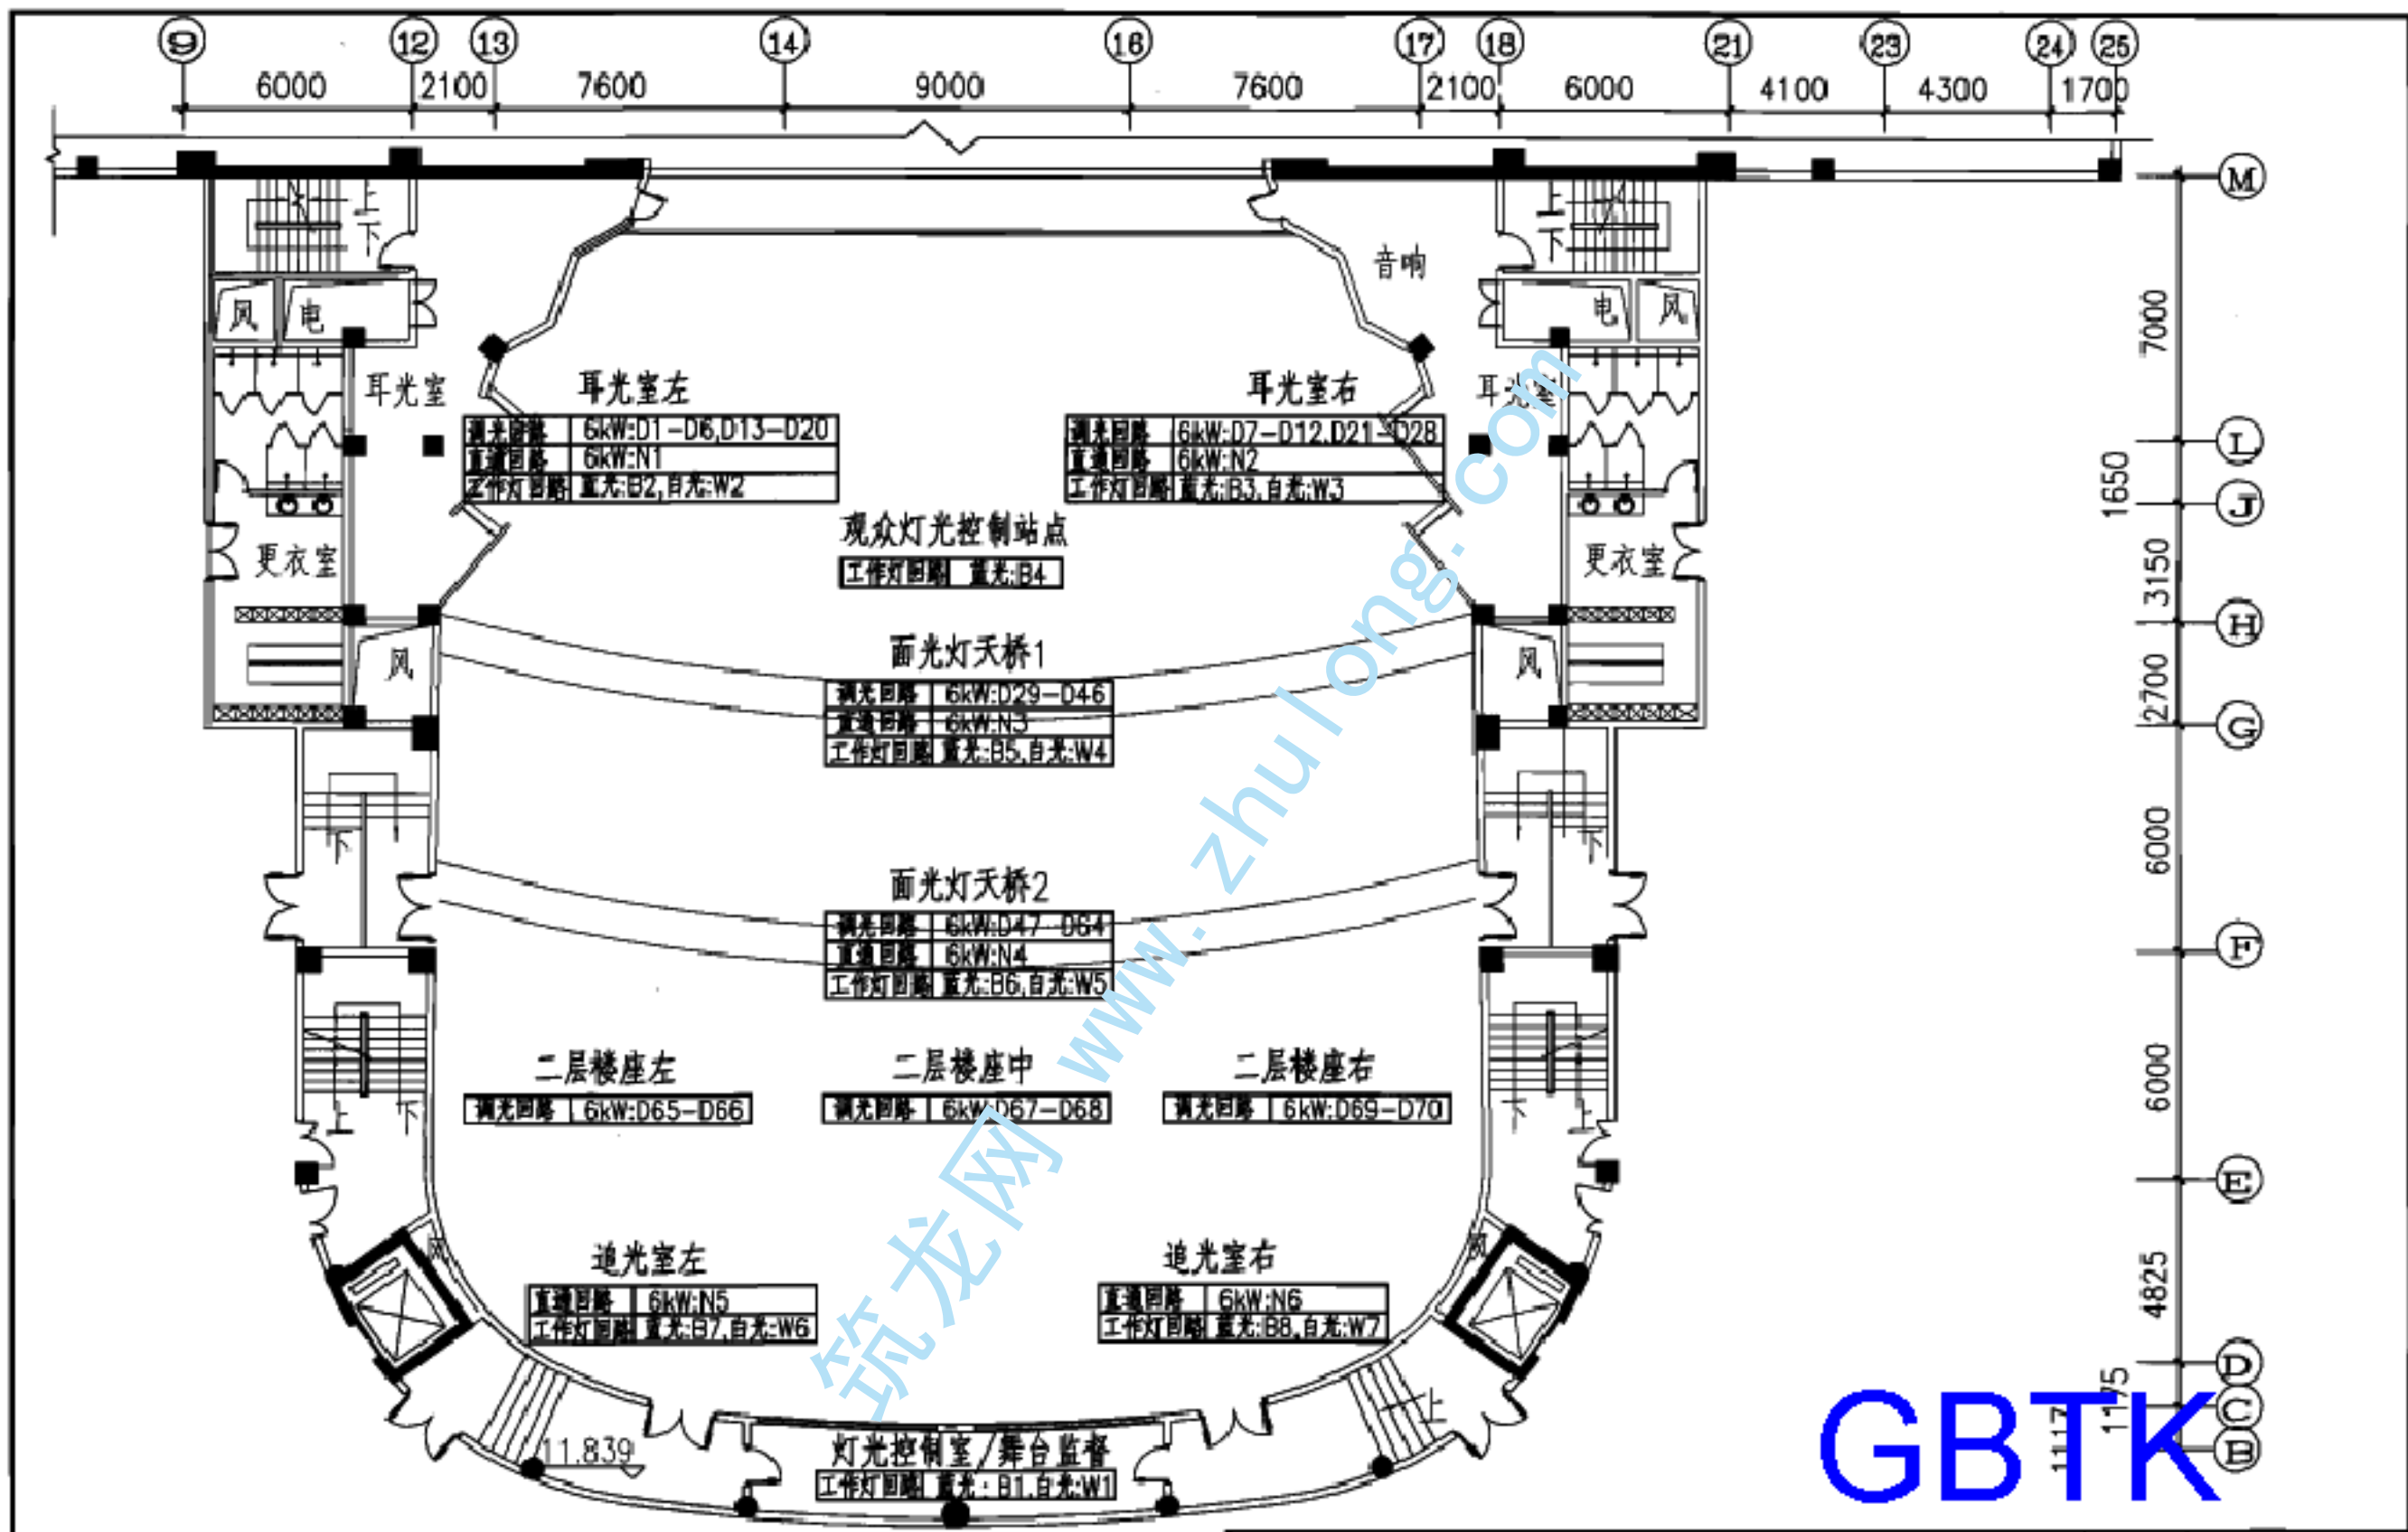 9 12 13 14 16 17 18 21 23 24 25
6000 2100 7600 9000 7600 2100 6000 4100 4300 1700
M
上 上
下 下
音响
风 电 电 风
7000
耳光室 耳光室左 耳光室右 耳光室
调光回路 6kW:D1-D6,D13-D20
直通回路 6kW:N1
工作灯回路 蓝光:B2,白光:W2
调光回路 6kW:D7-D12,D21-D28
直通回路 6kW:N2
工作灯回路 蓝光:B3,白光:W3
L
1650
J
观众灯光控制站点
工作灯回路 蓝光:B4
更衣室 更衣室
3150
H
面光灯天桥1
调光回路 6kW:D29-D46
直通回路 6kW:N3
工作灯回路 蓝光:B5,白光:W4
风 风
2700
G
下 下
6000
面光灯天桥2
调光回路 6kW:D47-D64
直通回路 6kW:N4
工作灯回路 蓝光:B6,白光:W5
F
二层楼座左 二层楼座中 二层楼座右
调光回路 6kW:D65-D66
调光回路 6kW:D67-D68
调光回路 6kW:D69-D70
6000
上 下 下 上
E
风 风
追光室左 追光室右
直通回路 6kW:N5
工作灯回路 蓝光:B7,白光:W6
直通回路 6kW:N6
工作灯回路 蓝光:B8,白光:W7
4825
D
1175
C
1117
B
上
11.839
灯光控制室/舞台监督
工作灯回路 蓝光:B1,白光:W1
筑龙网 www.zhulong.com
GBTK